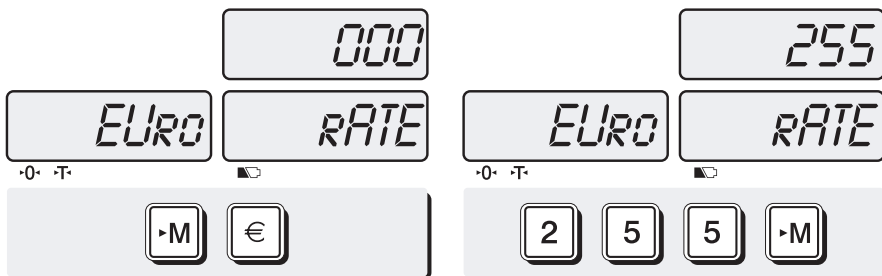 000
255
EURO RATE
EURO RATE
▸0◂ ▸T◂
▸0◂ ▸T◂
▸M €
2 5 5 ▸M